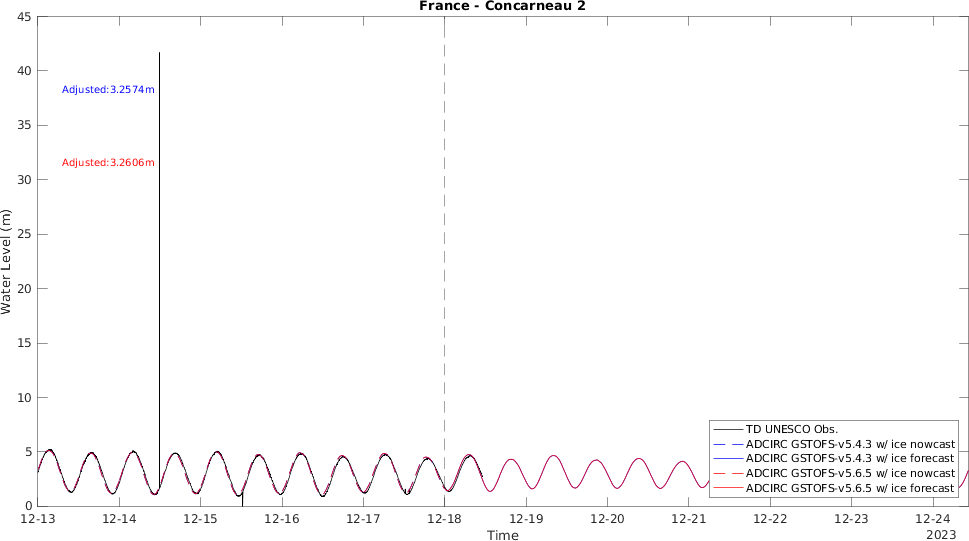 France - Concarneau 2
45
40
35
30
25
20
15
10
5
0
Water Level (m)
Adjusted:3.2574m
Adjusted:3.2606m
TD UNESCO Obs.
ADCIRC GSTOFS-v5.4.3 w/ ice nowcast
ADCIRC GSTOFS-v5.4.3 w/ ice forecast
ADCIRC GSTOFS-v5.6.5 w/ ice nowcast
ADCIRC GSTOFS-v5.6.5 w/ ice forecast
12-13 12-14 12-15 12-16 12-17 12-18 12-19 12-20 12-21 12-22 12-23 12-24
Time
2023